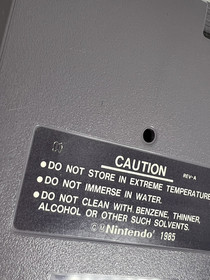 CAUTION
REV-A
• DO NOT STORE IN EXTREME TEMPERATURE
• DO NOT IMMERSE IN WATER.
• DO NOT CLEAN WITH BENZENE, THINNER,
ALCOHOL OR OTHER SUCH SOLVENTS.
©Nintendo 1985